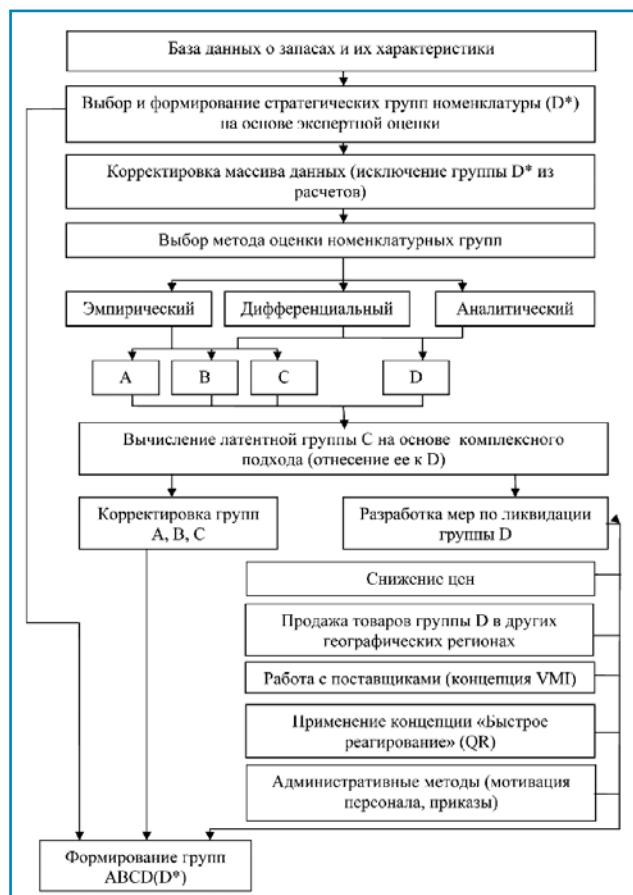 База данных о запасах и их характеристики
Выбор и формирование стратегических групп номенклатуры (D*)
на основе экспертной оценки
Корректировка массива данных (исключение группы D* из
расчетов)
Выбор метода оценки номенклатурных групп
Эмпирический
Дифференциальный
Аналитический
A
B
C
D
Вычисление латентной группы С на основе комплексного
подхода (отнесение ее к D)
Корректировка групп
A, B, C
Разработка мер по ликвидации
группы D
Снижение цен
Продажа товаров группы D в других
географических регионах
Работа с поставщиками (концепция VMI)
Применение концепции «Быстрое
реагирование» (QR)
Административные методы (мотивация
персонала, приказы)
Формирование групп
ABCD(D*)